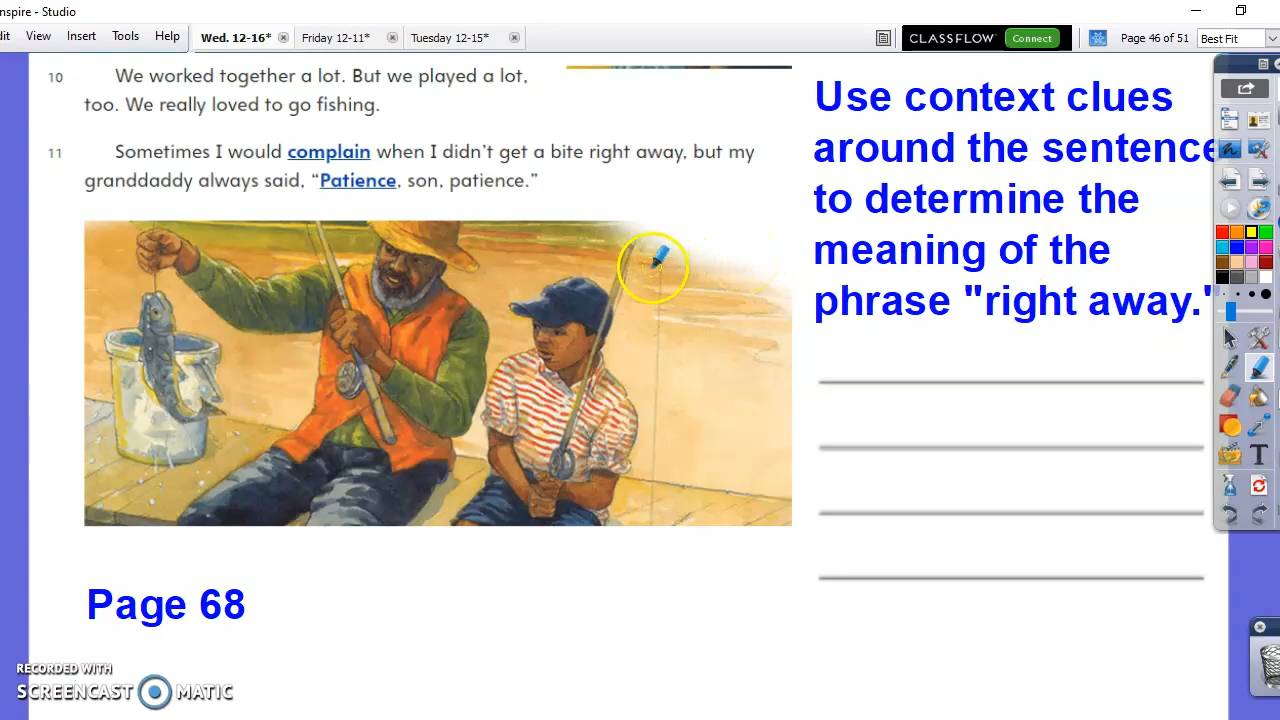 nspire - Studio
dit View Insert Tools Help
Wed. 12-16* Friday 12-11* Tuesday 12-15*
CLASSFLOW Connect Page 46 of 51 Best Fit
10 We worked together a lot. But we played a lot,
too. We really loved to go fishing.
11 Sometimes I would complain when I didn't get a bite right away, but my
granddaddy always said, "Patience, son, patience."
Use context clues
around the sentence
to determine the
meaning of the
phrase "right away."
Page 68
RECORDED WITH
SCREENCAST MATIC